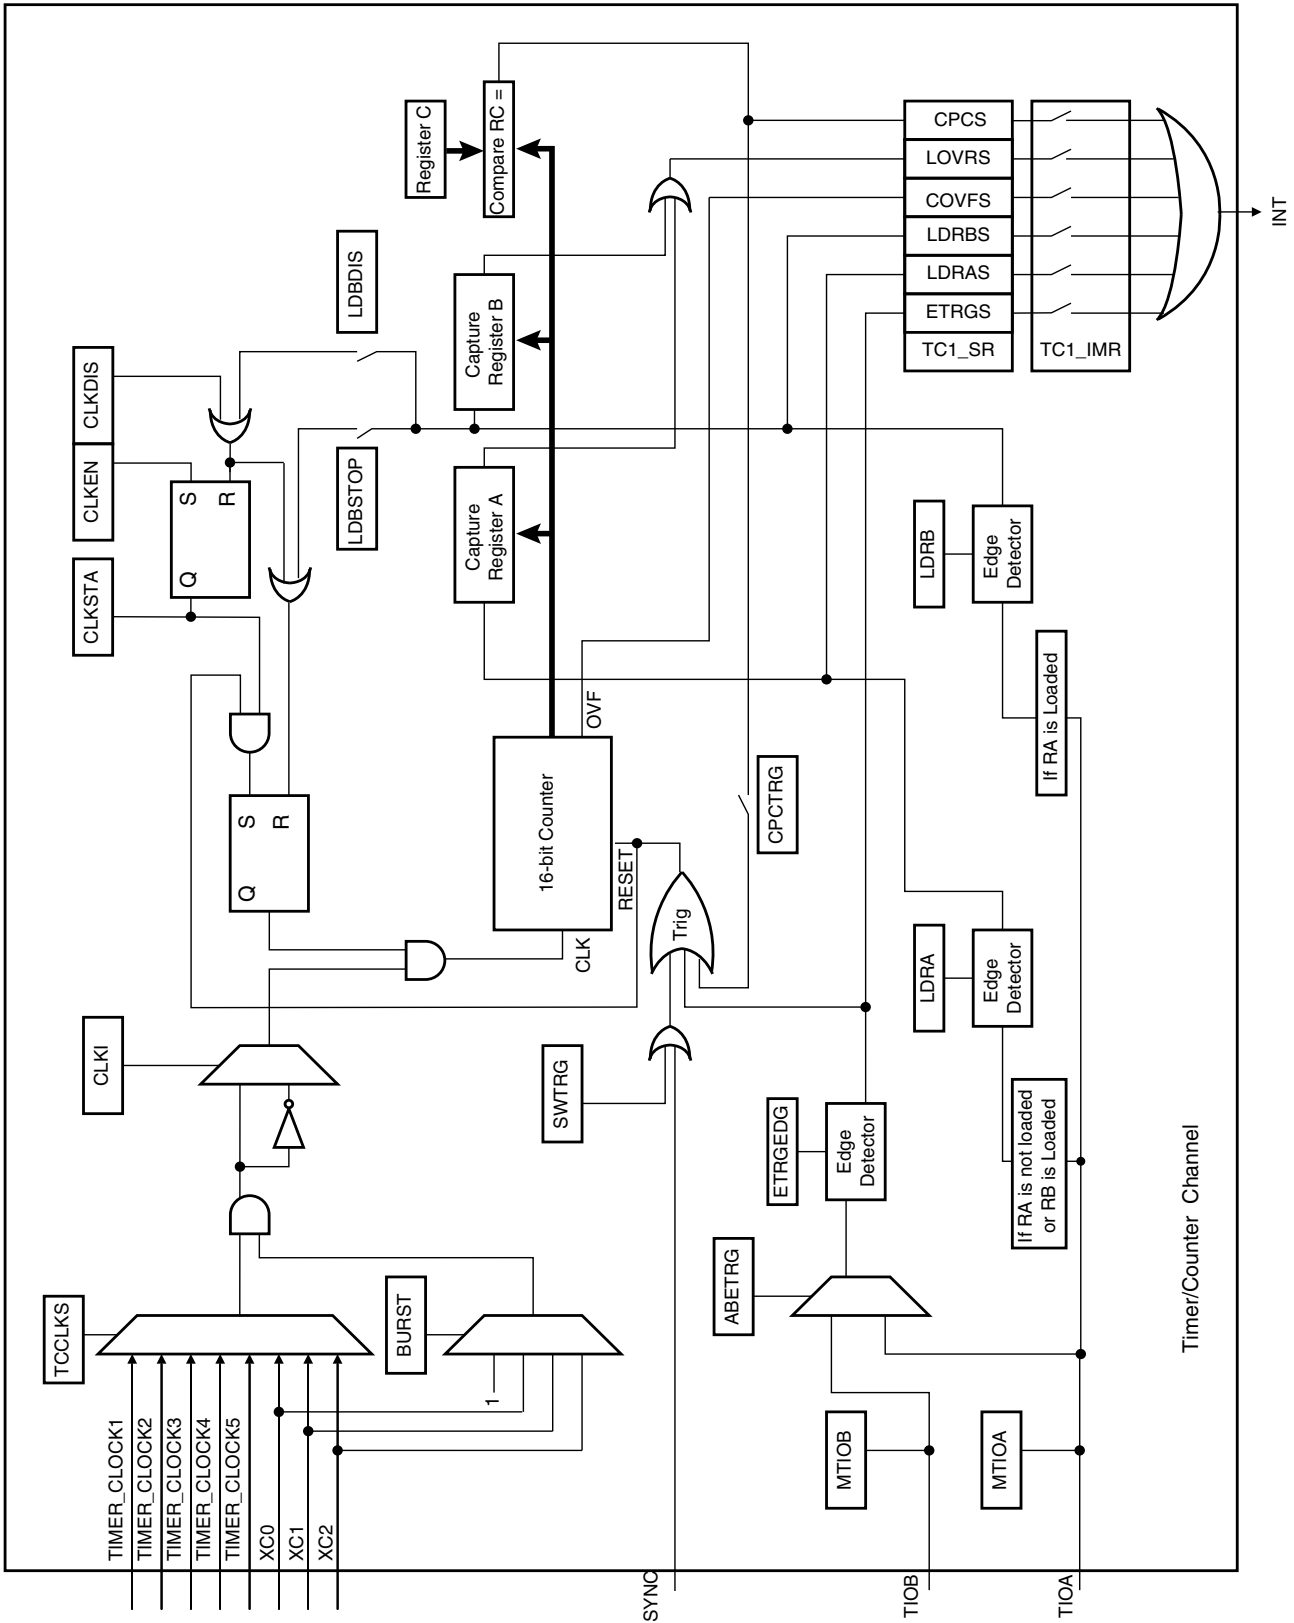 TCCLKS
TIMER_CLOCK1
TIMER_CLOCK2
TIMER_CLOCK3
TIMER_CLOCK4
TIMER_CLOCK5
XC0
XC1
XC2
CLKI
CLKSTA
CLKEN
CLKDIS
Q
S
R
Q
S
R
BURST
1
LDBSTOP
LDBDIS
Register C
Capture
Register A
Capture
Register B
Compare RC =
16-bit Counter
CLK
OVF
RESET
SWTRG
SYNC
Trig
CPCTRG
ABETRG
ETRGEDG
Edge
Detector
MTIOB
TIOB
MTIOA
TIOA
LDRA
Edge
Detector
If RA is not loaded
or RB is Loaded
LDRB
Edge
Detector
If RA is Loaded
CPCS
LOVRS
COVFS
LDRBS
LDRAS
ETRGS
TC1_SR
TC1_IMR
Timer/Counter Channel
INT